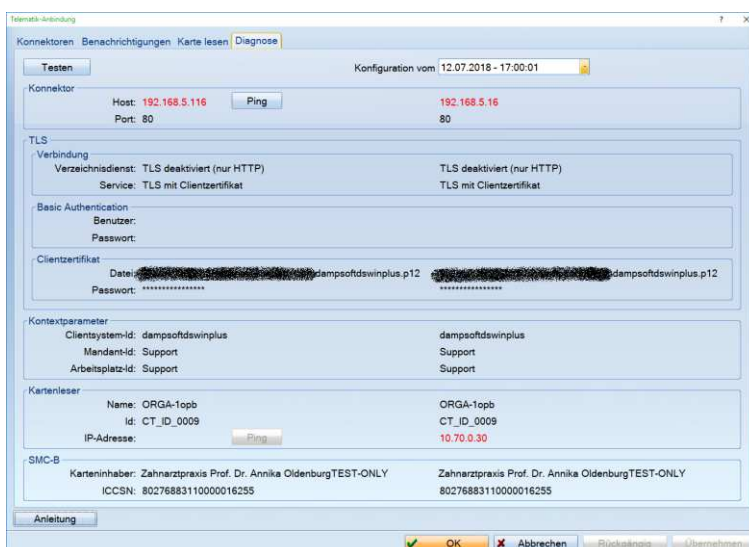 Telematik-Anbindung
? ×
Konnektoren Benachrichtigungen Karte lesen Diagnose
Testen Konfiguration vom 12.07.2018 - 17:00:01
Konnektor
Host: 192.168.5.116 Ping 192.168.5.16
Port: 80 80
TLS
Verbindung
Verzeichnisdienst: TLS deaktiviert (nur HTTP) TLS deaktiviert (nur HTTP)
Service: TLS mit Clientzertifikat TLS mit Clientzertifikat
Basic Authentication
Benutzer:
Passwort:
Clientzertifikat
Datei: dampsoftdswinplus.p12 dampsoftdswinplus.p12
Passwort: **************** ****************
Kontextparameter
Clientsystem-Id: dampsoftdswinplus dampsoftdswinplus
Mandant-Id: Support Support
Arbeitsplatz-Id: Support Support
Kartenleser
Name: ORGA-1opb ORGA-1opb
Id: CT_ID_0009 CT_ID_0009
IP-Adresse: Ping 10.70.0.30
SMC-B
Karteninhaber: Zahnarztpraxis Prof. Dr. Annika OldenburgTEST-ONLY Zahnarztpraxis Prof. Dr. Annika OldenburgTEST-ONLY
ICCSN: 80276883110000016255 80276883110000016255
Anleitung
OK Abbrechen Rückgängig Übernehmen